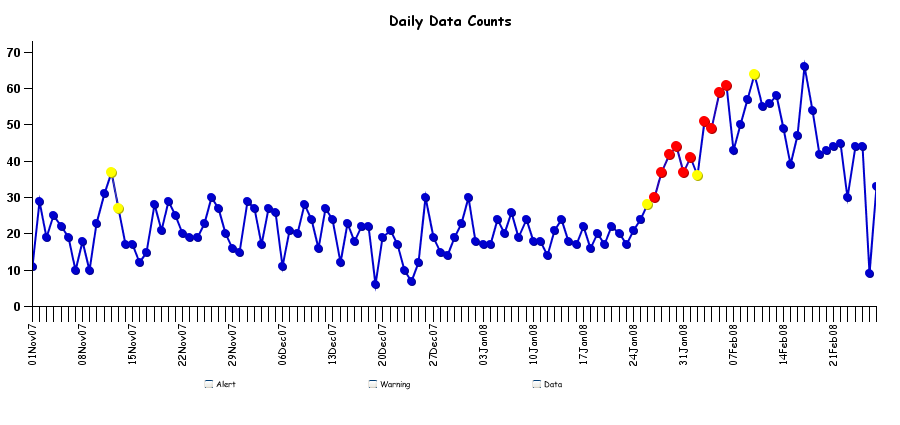 Daily Data Counts
70
60
50
40
30
20
10
0
01Nov07
08Nov07
15Nov07
22Nov07
29Nov07
06Dec07
13Dec07
20Dec07
27Dec07
03Jan08
10Jan08
17Jan08
24Jan08
31Jan08
07Feb08
14Feb08
21Feb08
Alert Warning Data